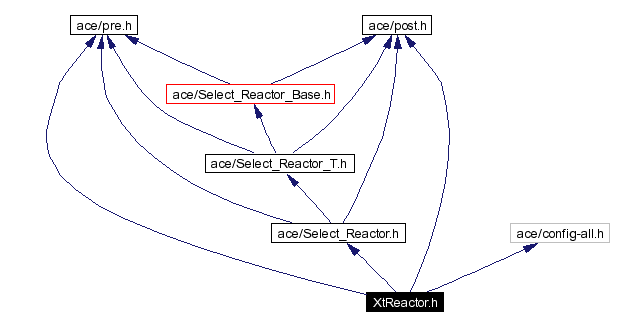 ace/pre.h
ace/post.h
ace/Select_Reactor_Base.h
ace/Select_Reactor_T.h
ace/Select_Reactor.h
ace/config-all.h
XtReactor.h